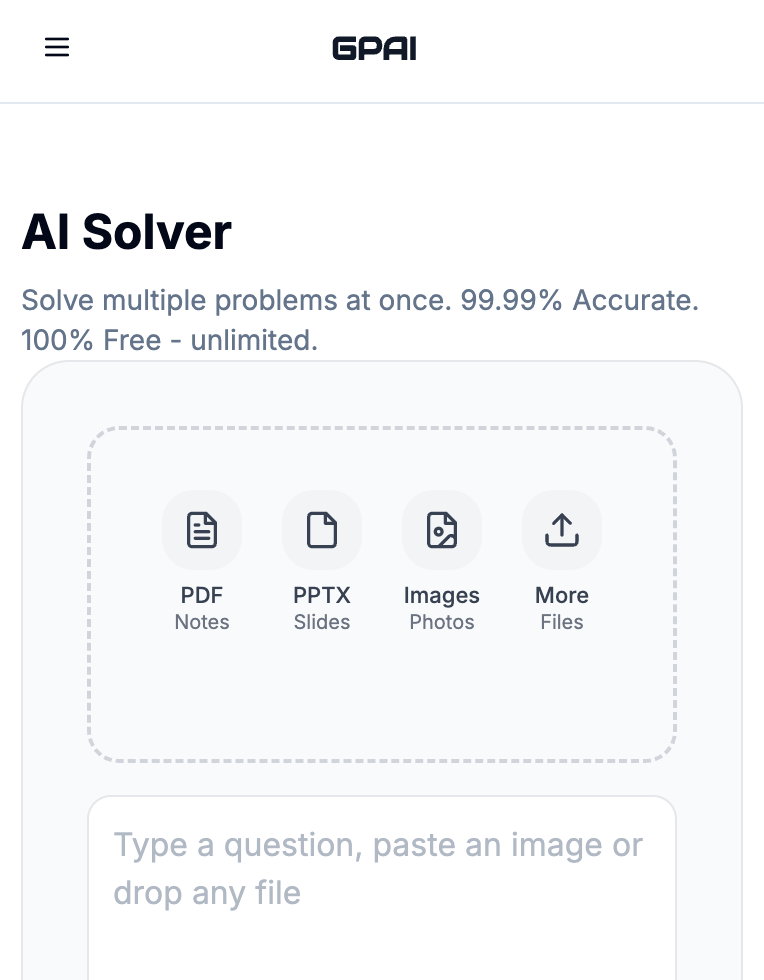 GPAI
AI Solver
Solve multiple problems at once. 99.99% Accurate.
100% Free - unlimited.
PDF
Notes
PPTX
Slides
Images
Photos
More
Files
Type a question, paste an image or
drop any file